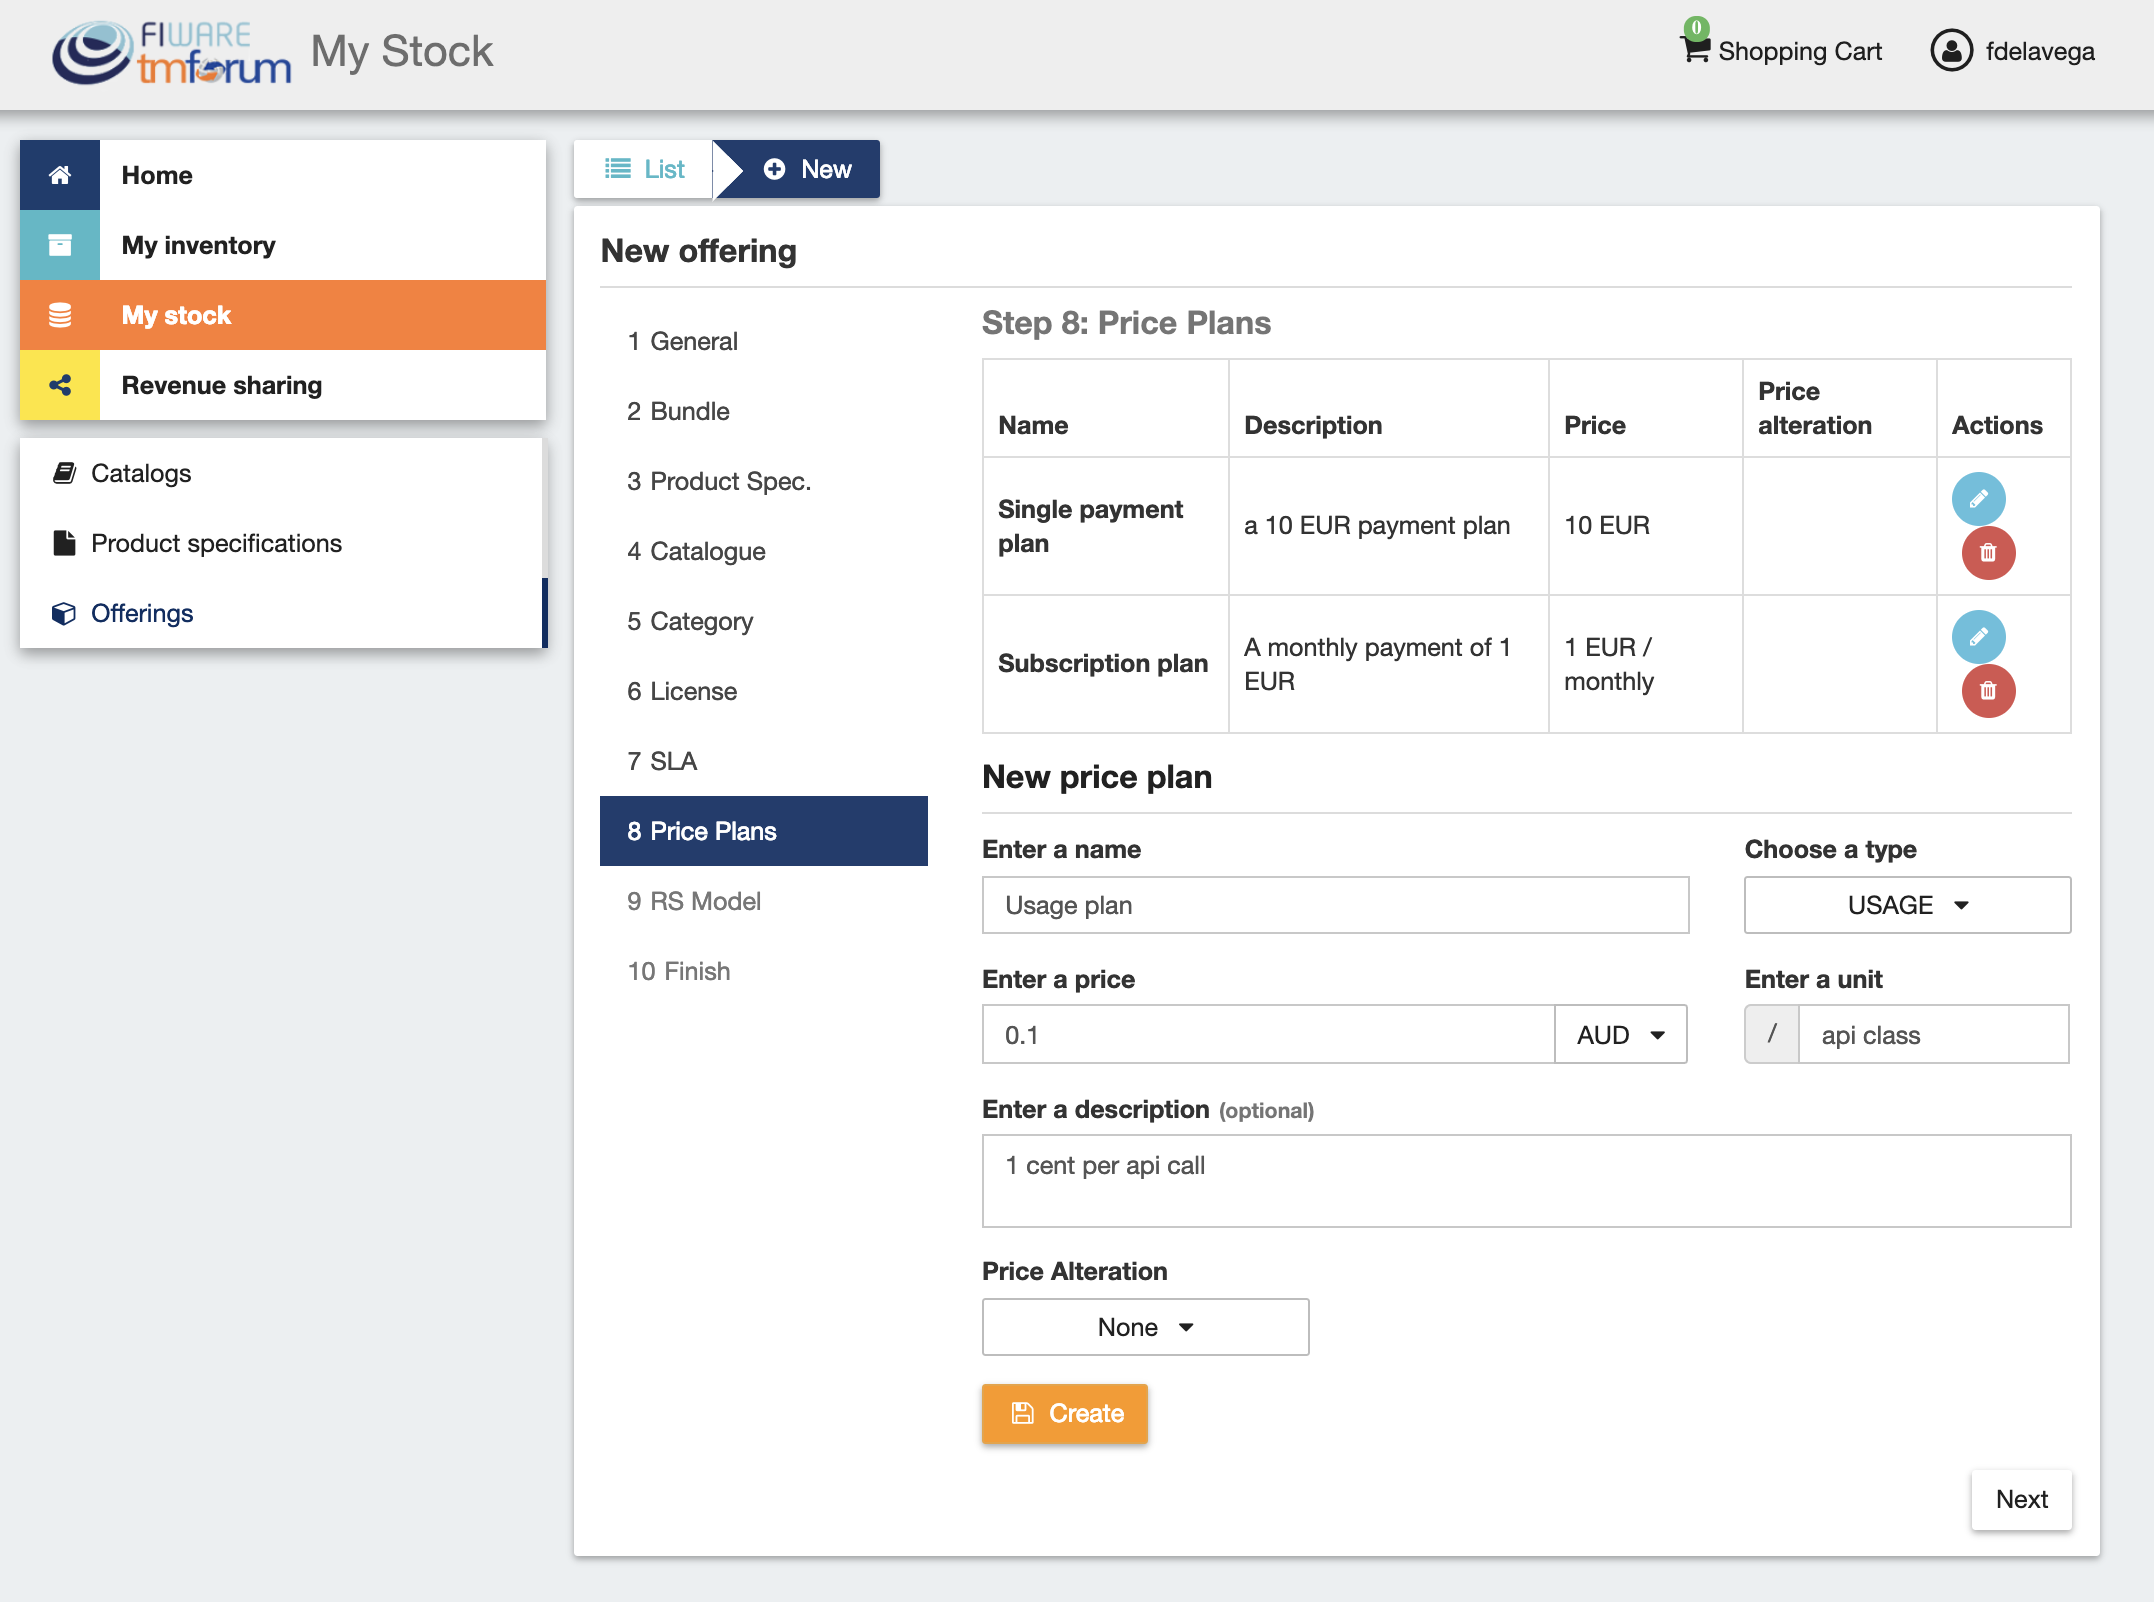 FIWARE
tmforum
My Stock
0
Shopping Cart
fdelavega
Home
My inventory
My stock
Revenue sharing
Catalogs
Product specifications
Offerings
List
New
New offering
1 General
2 Bundle
3 Product Spec.
4 Catalogue
5 Category
6 License
7 SLA
8 Price Plans
9 RS Model
10 Finish
Step 8: Price Plans
Name Description Price Price alteration Actions
Single payment
plan
a 10 EUR payment plan
10 EUR
Subscription plan
A monthly payment of 1
EUR
1 EUR /
monthly
New price plan
Enter a name
Choose a type
Usage plan
USAGE
Enter a price
Enter a unit
0.1
AUD
/
api class
Enter a description (optional)
1 cent per api call
Price Alteration
None
Create
Next